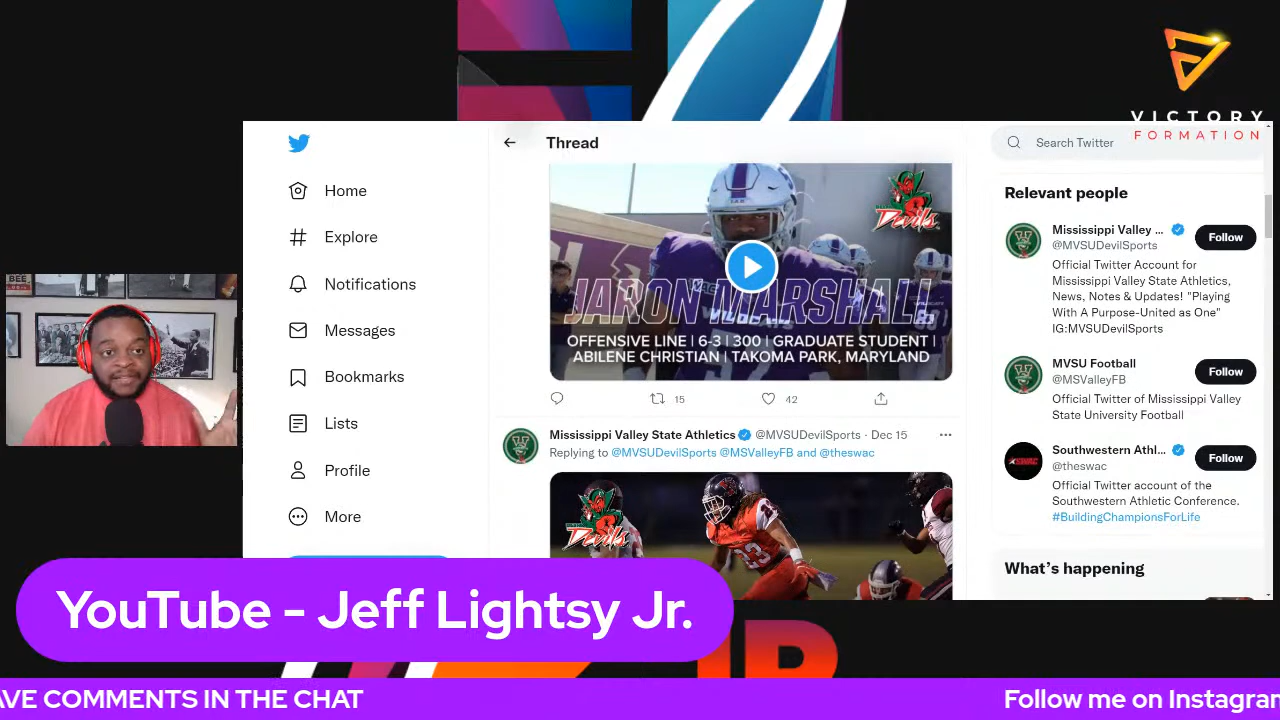 VICTORY
FORMATION
Thread
Search Twitter
Home
Explore
Notifications
Messages
Bookmarks
Lists
Profile
More
Devils
JARON MARSHALL
OFFENSIVE LINE | 6-3 | 300 | GRADUATE STUDENT |
ABILENE CHRISTIAN | TAKOMA PARK, MARYLAND
15
42
Mississippi Valley State Athletics @MVSUDevilSports · Dec 15
Replying to @MVSUDevilSports @MSValleyFB and @theswac
Devils
23
Relevant people
Mississippi Valley ...
@MVSUDevilSports
Follow
Official Twitter Account for
Mississippi Valley State Athletics,
News, Notes & Updates! "Playing
With A Purpose-United as One"
IG:MVSUDevilSports
MVSU Football
@MSValleyFB
Follow
Official Twitter of Mississippi Valley
State University Football
Southwestern Athl...
@theswac
Follow
Official Twitter account of the
Southwestern Athletic Conference.
#BuildingChampionsForLife
What's happening
YouTube - Jeff Lightsy Jr.
AVE COMMENTS IN THE CHAT
Follow me on Instagram